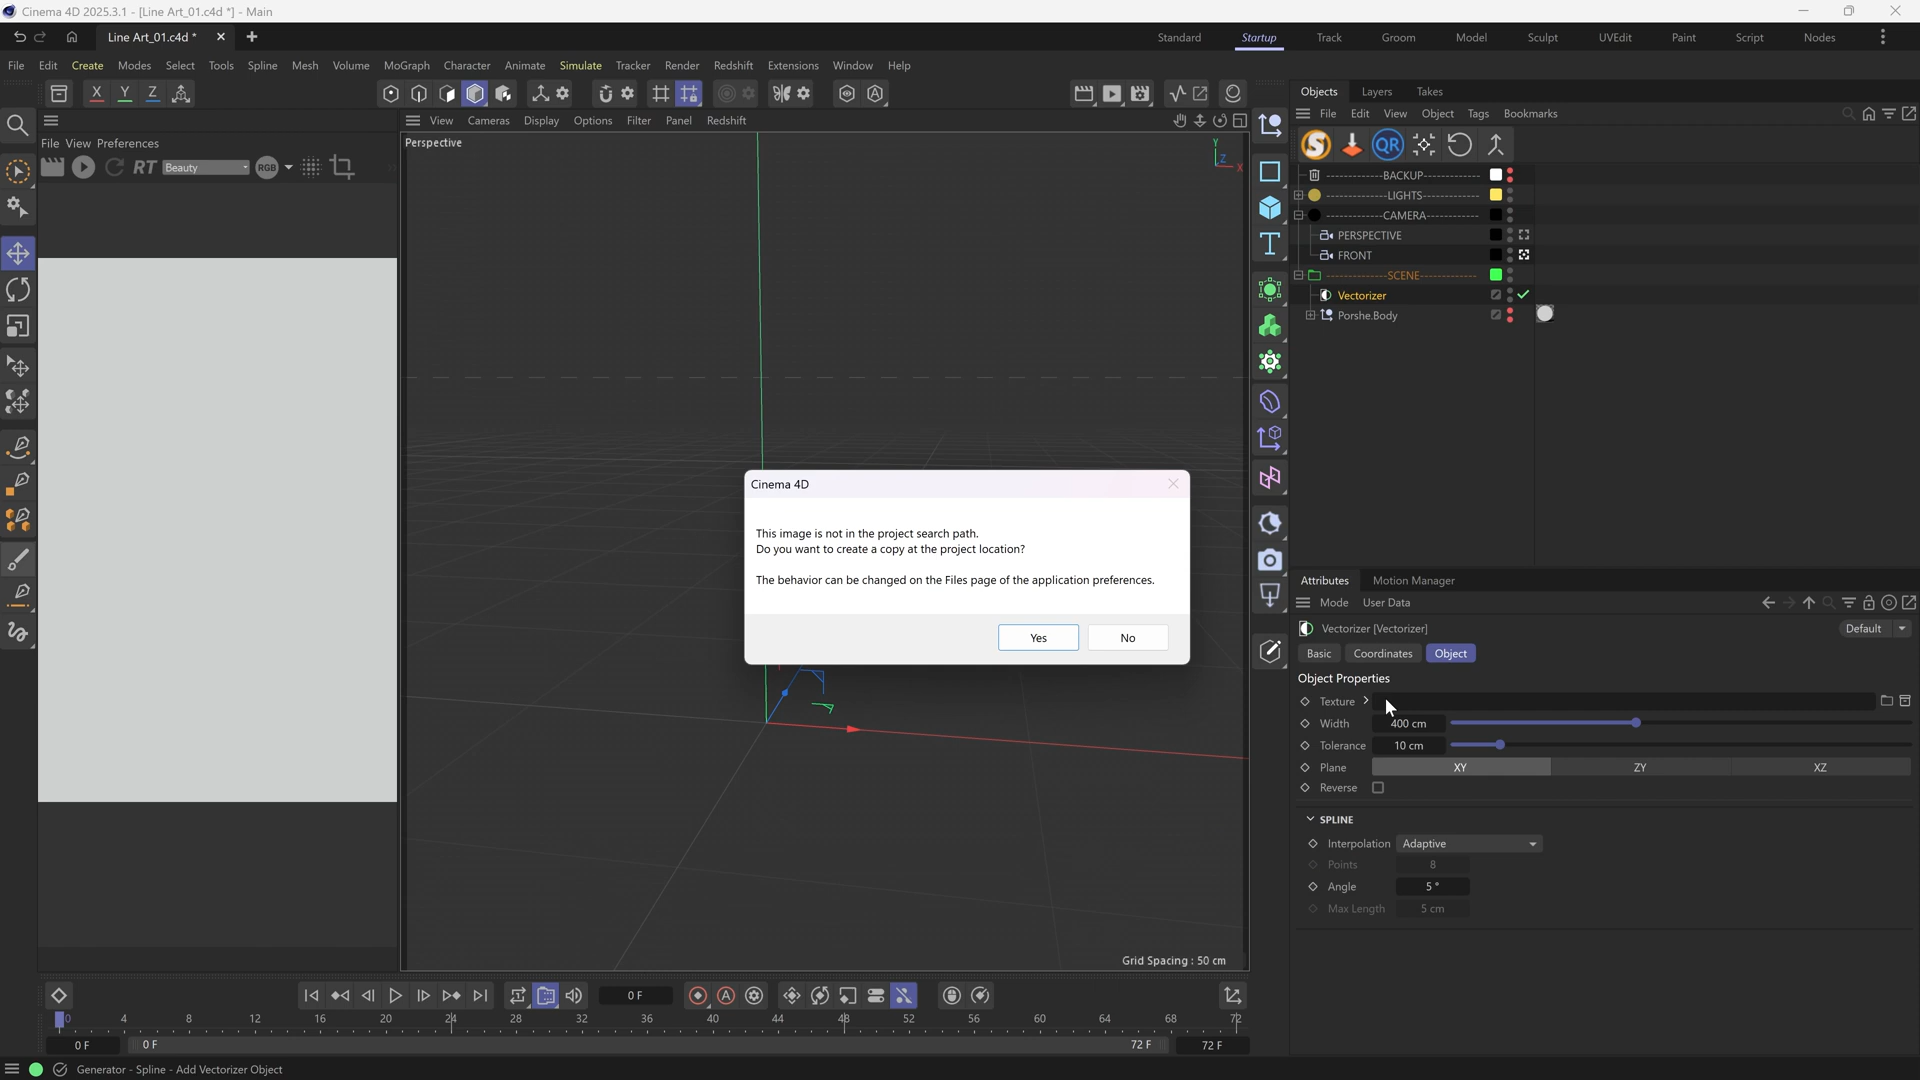 Cinema 4D 2025.3.1 - [Line Art_01.c4d *] - Main
Line Art_01.c4d *
Standard Startup Track Groom Model Sculpt UVEdit Paint Script Nodes
File Edit Create Modes Select Tools Spline Mesh Volume MoGraph Character Animate Simulate Tracker Render Redshift Extensions Window Help
X Y Z
File View Preferences
RT Beauty RGB
View Cameras Display Options Filter Panel Redshift
Perspective
Y
Z
X
Cinema 4D
This image is not in the project search path.
Do you want to create a copy at the project location?
The behavior can be changed on the Files page of the application preferences.
Yes No
Grid Spacing : 50 cm
Objects Layers Takes
File Edit View Object Tags Bookmarks
S QR
-------------BACKUP-------------
-------------LIGHTS-------------
-------------CAMERA-------------
PERSPECTIVE
FRONT
--------------SCENE-------------
Vectorizer
Porshe.Body
Attributes Motion Manager
Mode User Data
Vectorizer [Vectorizer] Default
Basic Coordinates Object
Object Properties
Texture
Width 400 cm
Tolerance 10 cm
Plane XY ZY XZ
Reverse
SPLINE
Interpolation Adaptive
Points 8
Angle 5 °
Max Length 5 cm
0 F
0 4 8 12 16 20 24 28 32 36 40 44 48 52 56 60 64 68 72
0 F 0 F 72 F 72 F
Generator - Spline - Add Vectorizer Object